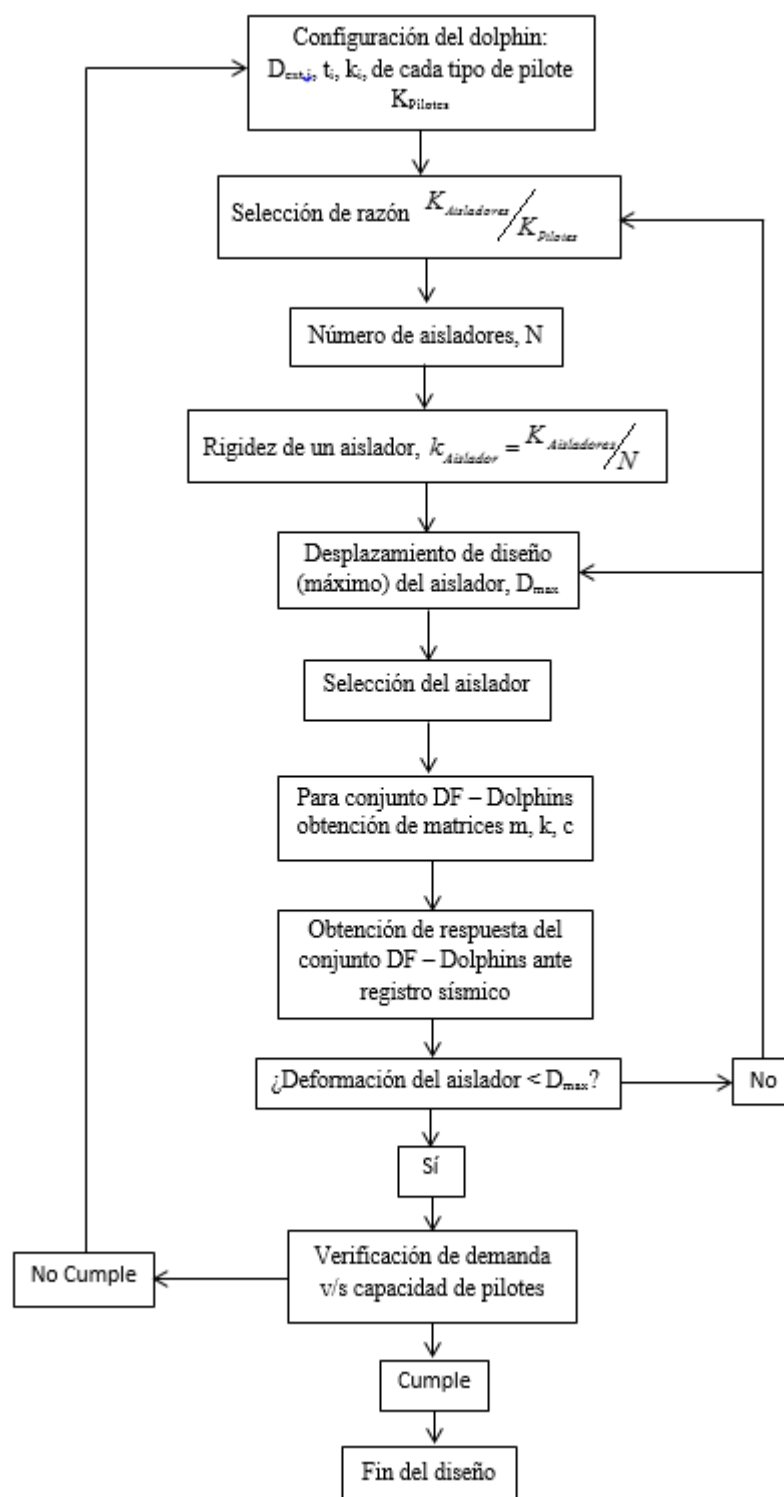 Configuración del dolphin:
D_ext,i, t_i, k_i, de cada tipo de pilote
K_Pilotes
Selección de razón K_Aisladores/K_Pilotes
Número de aisladores, N
Rigidez de un aislador, k_Aislador = K_Aisladores/N
Desplazamiento de diseño
(máximo) del aislador, D_max
Selección del aislador
Para conjunto DF – Dolphins
obtención de matrices m, k, c
Obtención de respuesta del
conjunto DF – Dolphins ante
registro sísmico
¿Deformación del aislador < D_max?
No
Sí
Verificación de demanda
v/s capacidad de pilotes
No Cumple
Cumple
Fin del diseño